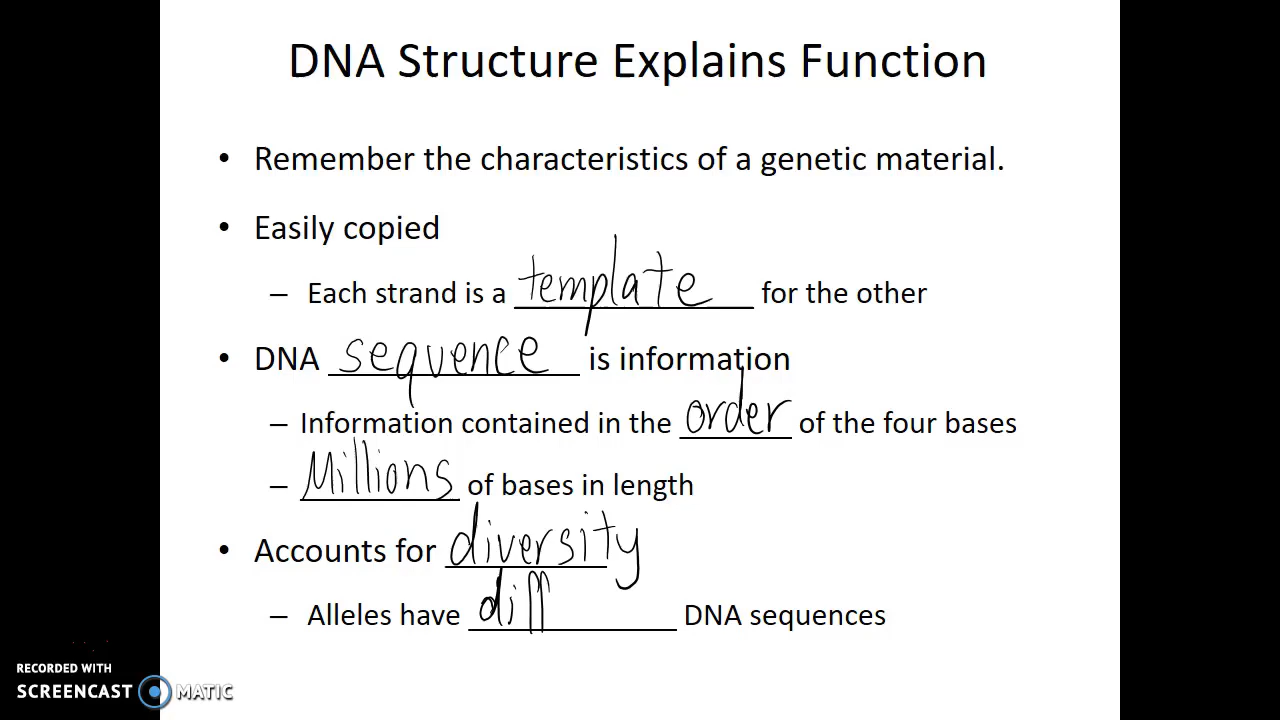 DNA Structure Explains Function
• Remember the characteristics of a genetic material.
• Easily copied
– Each strand is a template for the other
• DNA sequence is information
– Information contained in the order of the four bases
– Millions of bases in length
• Accounts for diversity
– Alleles have diff DNA sequences
RECORDED WITH
SCREENCAST MATIC